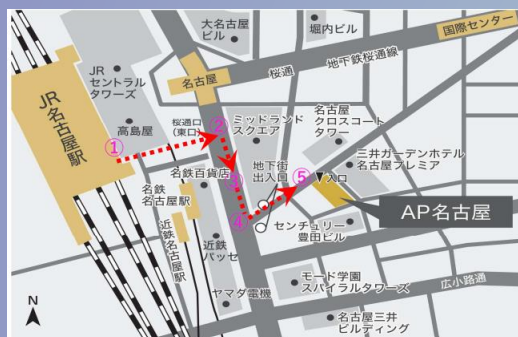 大名古屋
ビル
堀内ビル
国際センター
地下鉄桜通線
桜通
名古屋
JR
セントラル
タワーズ
JR名古屋駅
高島屋
桜通口
(東口)
①
②
ミッドランド
スクエア
名古屋
クロスコート
タワー
三井ガーデンホテル
名古屋プレミア
地下街
出入口
⑤
入口
③
名鉄百貨店
名鉄
名古屋駅
④
AP名古屋
センチュリー
豊田ビル
近鉄名古屋駅
近鉄
パッセ
モード学園
スパイラルタワーズ
広小路通
ヤマダ電機
名古屋三井
ビルディング
N